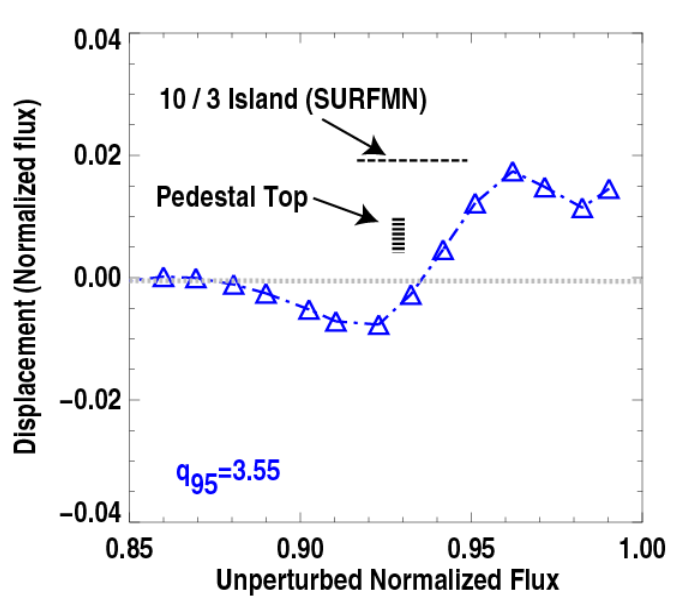 0.04
10 / 3 Island (SURFMN)
0.02
Pedestal Top
0.00
−0.02
q95=3.55
−0.04
0.85 0.90 0.95 1.00
Unperturbed Normalized Flux
Displacement (Normalized flux)